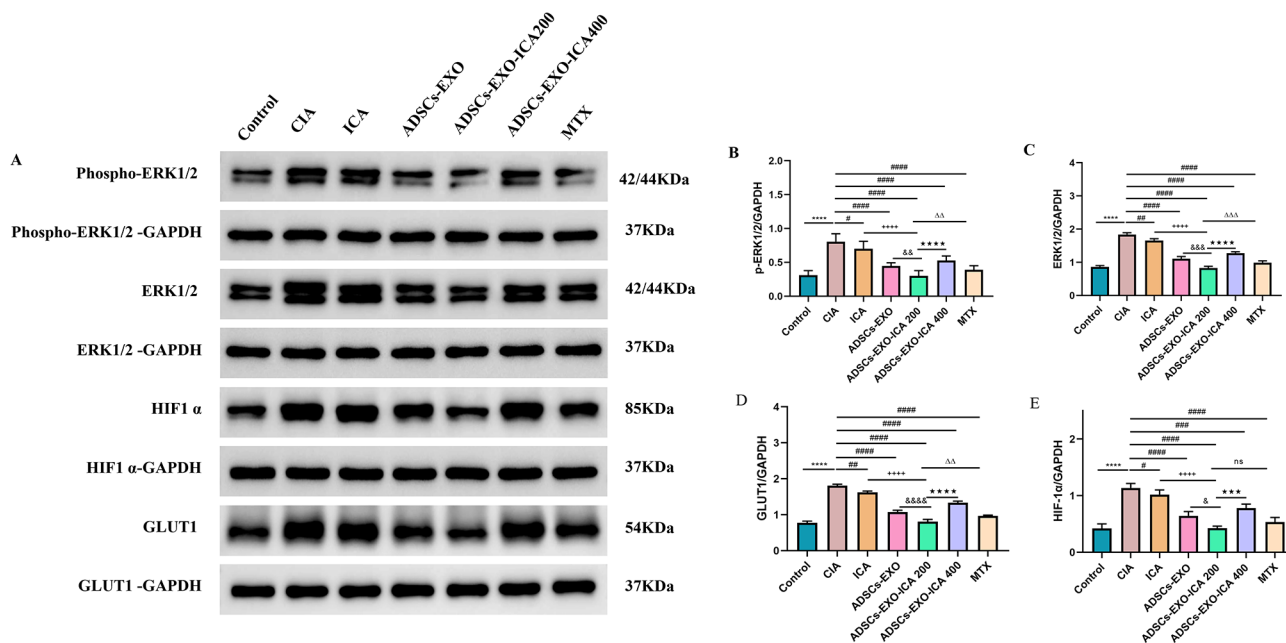 Control
CIA
ICA
ADSCs-EXO
ADSCs-EXO-ICA200
ADSCs-EXO-ICA400
MTX
A
Phospho-ERK1/2
42/44KDa
Phospho-ERK1/2 -GAPDH
37KDa
ERK1/2
42/44KDa
ERK1/2 -GAPDH
37KDa
HIF1 α
85KDa
HIF1 α-GAPDH
37KDa
GLUT1
54KDa
GLUT1 -GAPDH
37KDa
B
p-ERK1/2/GAPDH
2.0
1.5
1.0
0.5
0.0
####
####
####
####
****
#
++++
ΔΔ
&&
★★★★
Control
CIA
ICA
ADSCs-EXO
ADSCs-EXO-ICA 200
ADSCs-EXO-ICA 400
MTX
C
ERK1/2/GAPDH
4
3
2
1
0
####
####
####
####
****
##
++++
ΔΔΔ
&&&
★★★★
Control
CIA
ICA
ADSCs-EXO
ADSCs-EXO-ICA 200
ADSCs-EXO-ICA 400
MTX
D
GLUT1/GAPDH
4
3
2
1
0
####
####
####
####
****
##
++++
ΔΔ
&&&&
★★★★
Control
CIA
ICA
ADSCs-EXO
ADSCs-EXO-ICA 200
ADSCs-EXO-ICA 400
MTX
E
HIF-1α/GAPDH
2
1
0
####
###
####
####
****
#
++++
ns
&
★★★
Control
CIA
ICA
ADSCs-EXO
ADSCs-EXO-ICA 200
ADSCs-EXO-ICA 400
MTX